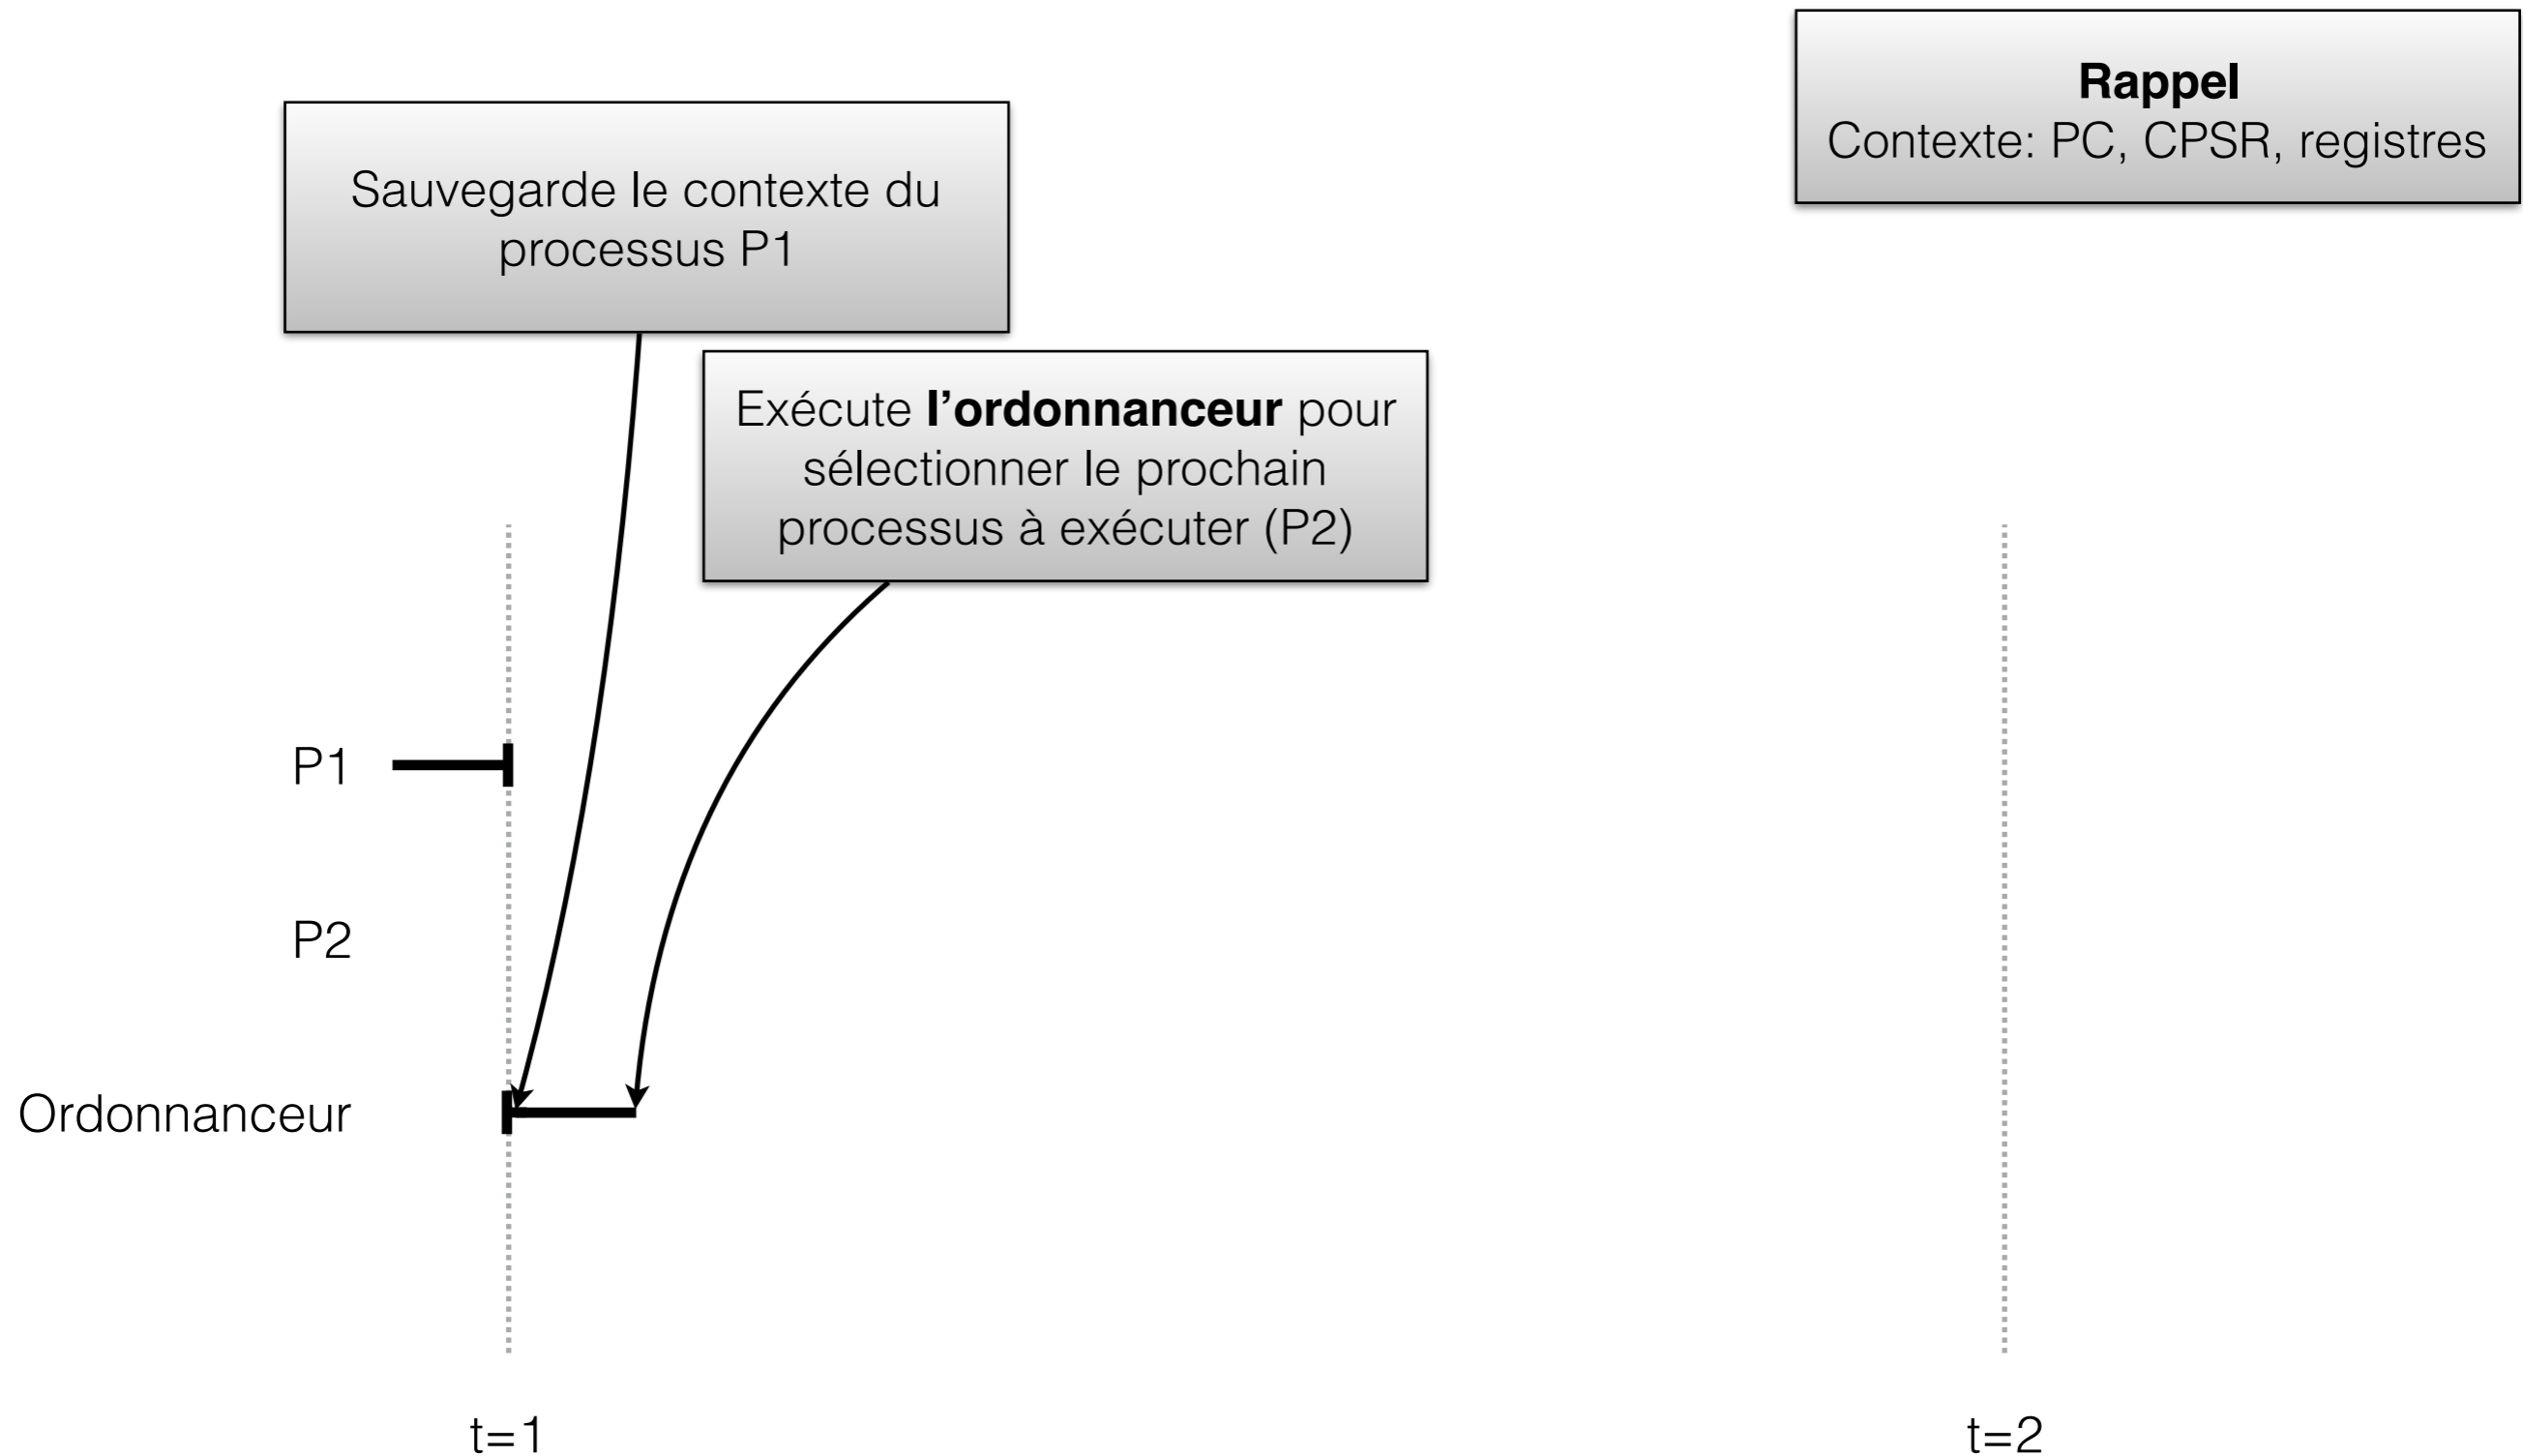 Rappel
Contexte: PC, CPSR, registres
Sauvegarde le contexte du
processus P1
Exécute l’ordonnanceur pour
sélectionner le prochain
processus à exécuter (P2)
P1
P2
Ordonnanceur
t=1
t=2